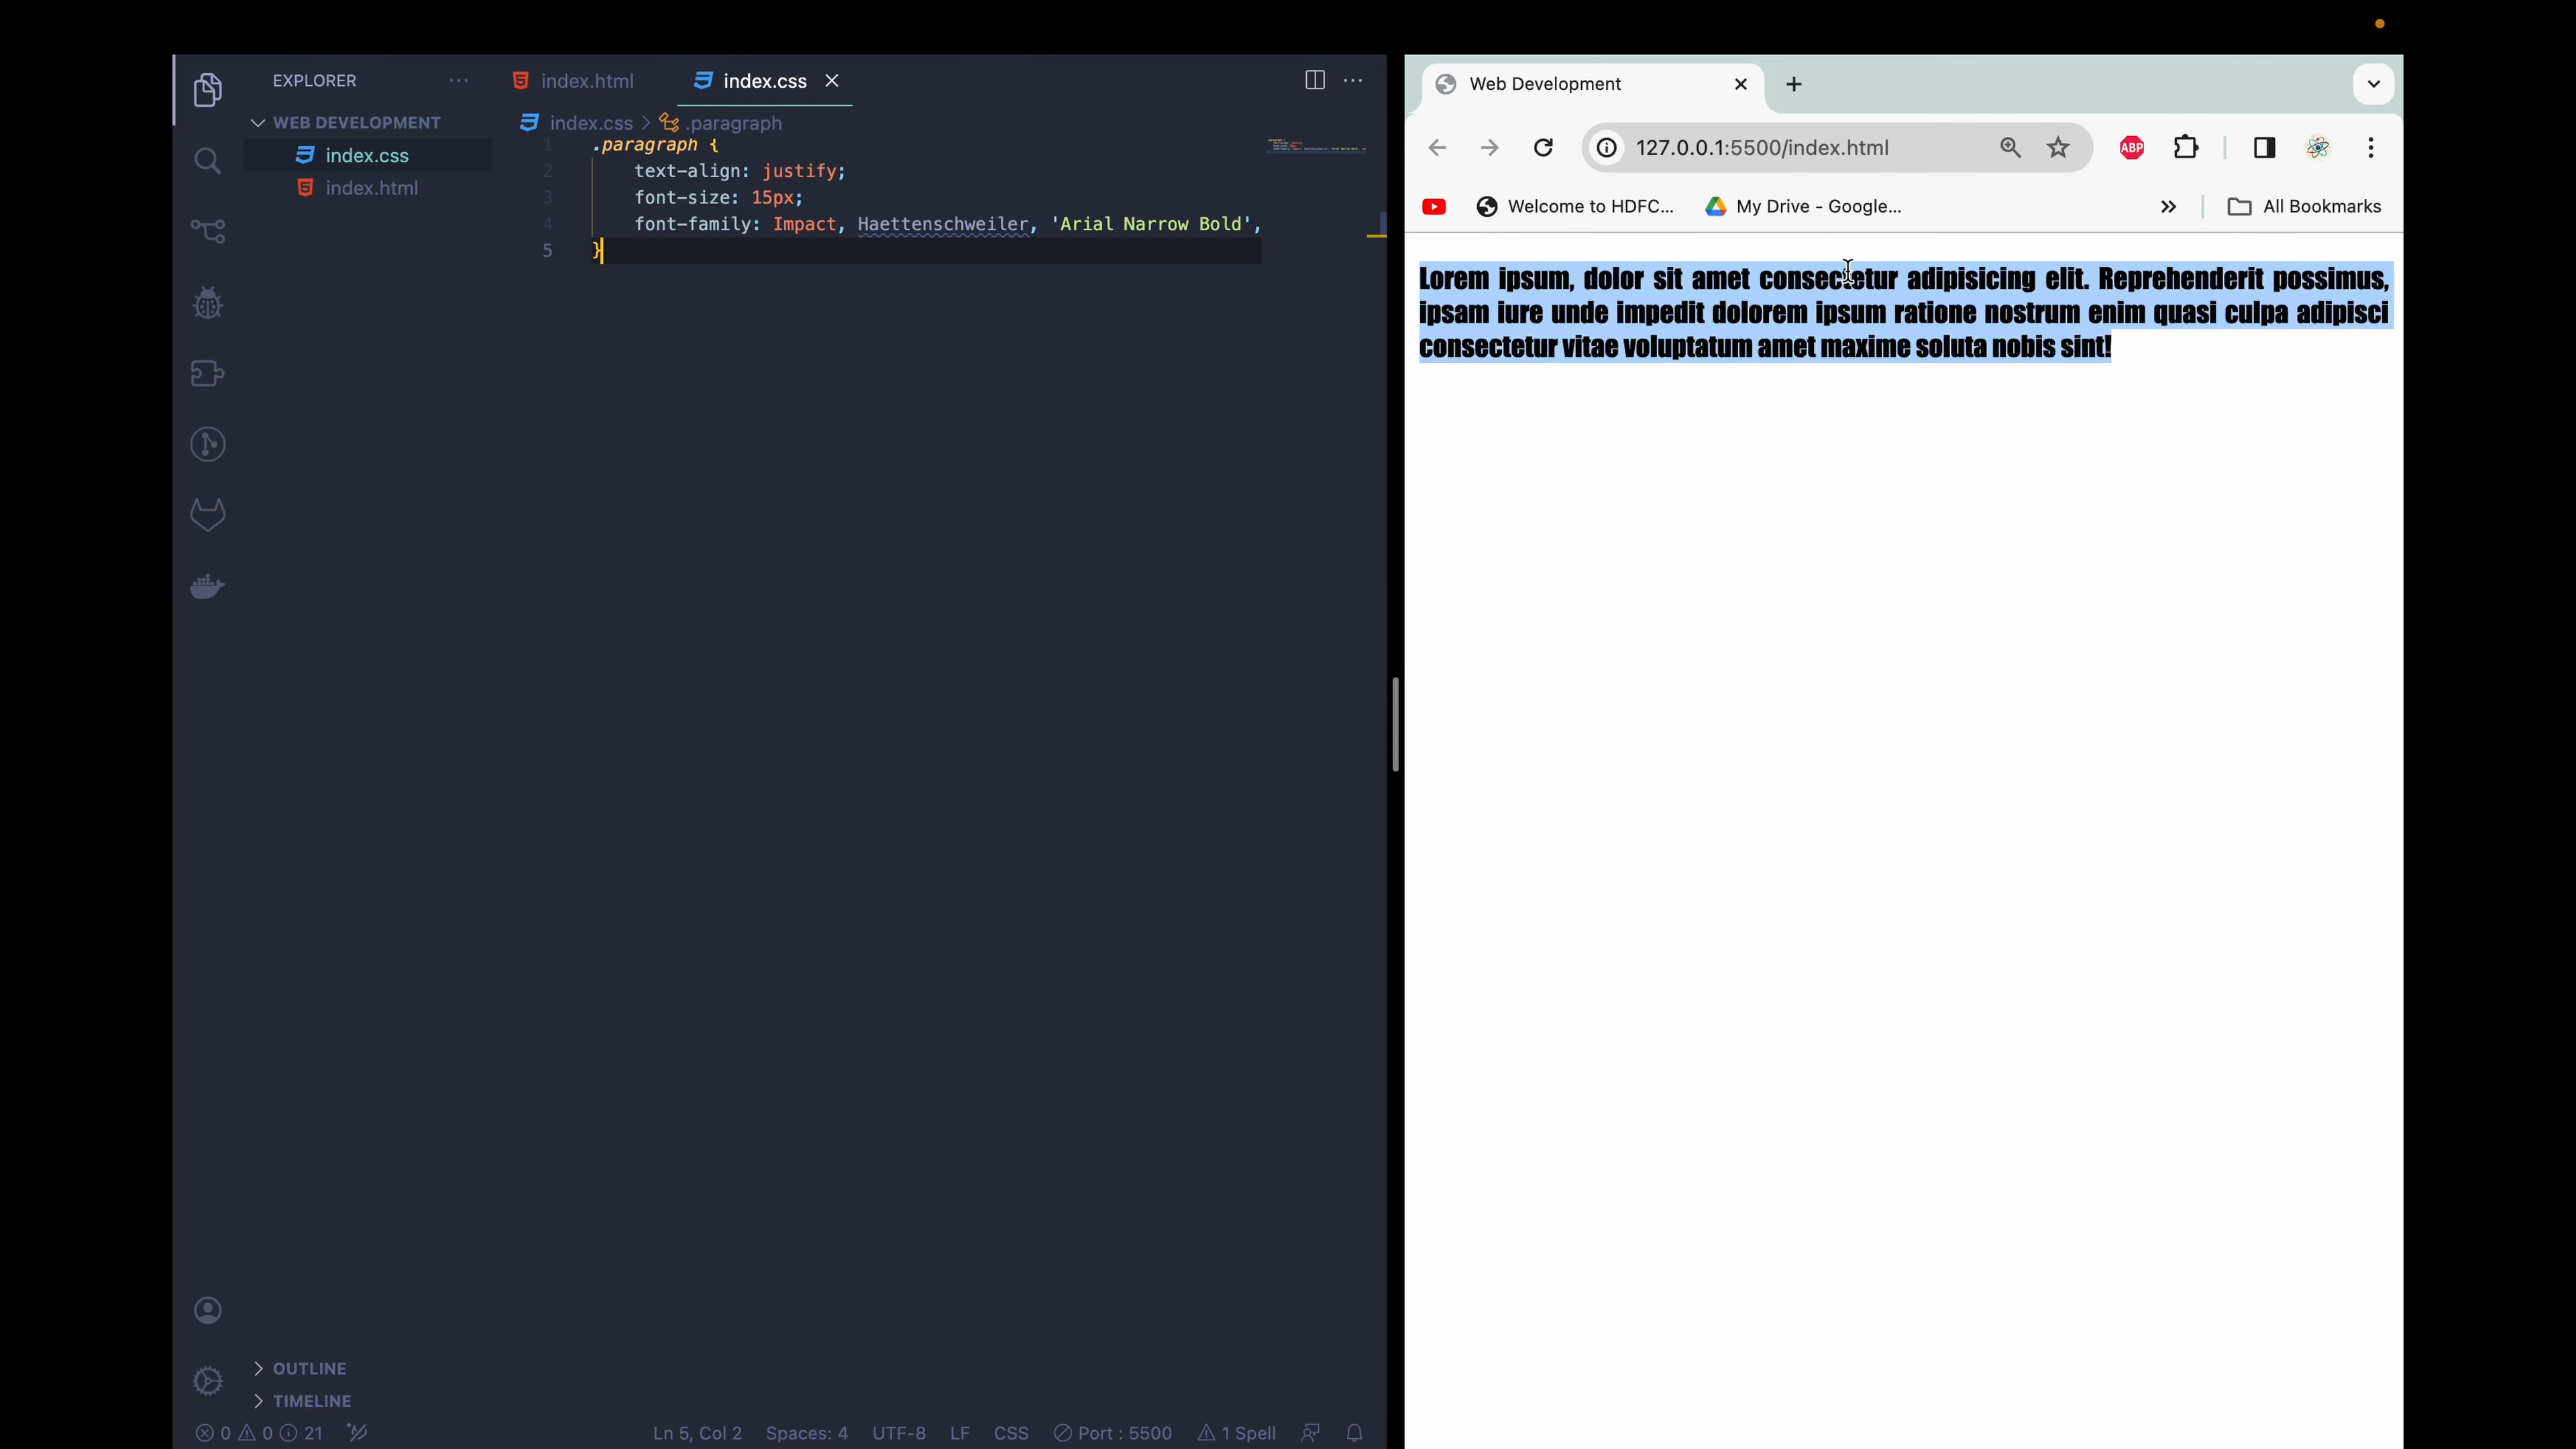 EXPLORER
WEB DEVELOPMENT
index.css
index.html
OUTLINE
TIMELINE
index.html
index.css
index.css > .paragraph
1 .paragraph {
2 text-align: justify;
3 font-size: 15px;
4 font-family: Impact, Haettenschweiler, 'Arial Narrow Bold',
5 }
0 0 21
Ln 5, Col 2 Spaces: 4 UTF-8 LF CSS Port : 5500 1 Spell
Web Development
127.0.0.1:5500/index.html
ABP
Welcome to HDFC... My Drive - Google... All Bookmarks
Lorem ipsum, dolor sit amet consectetur adipisicing elit. Reprehenderit possimus,
ipsam iure unde impedit dolorem ipsum ratione nostrum enim quasi culpa adipisci
consectetur vitae voluptatum amet maxime soluta nobis sint!